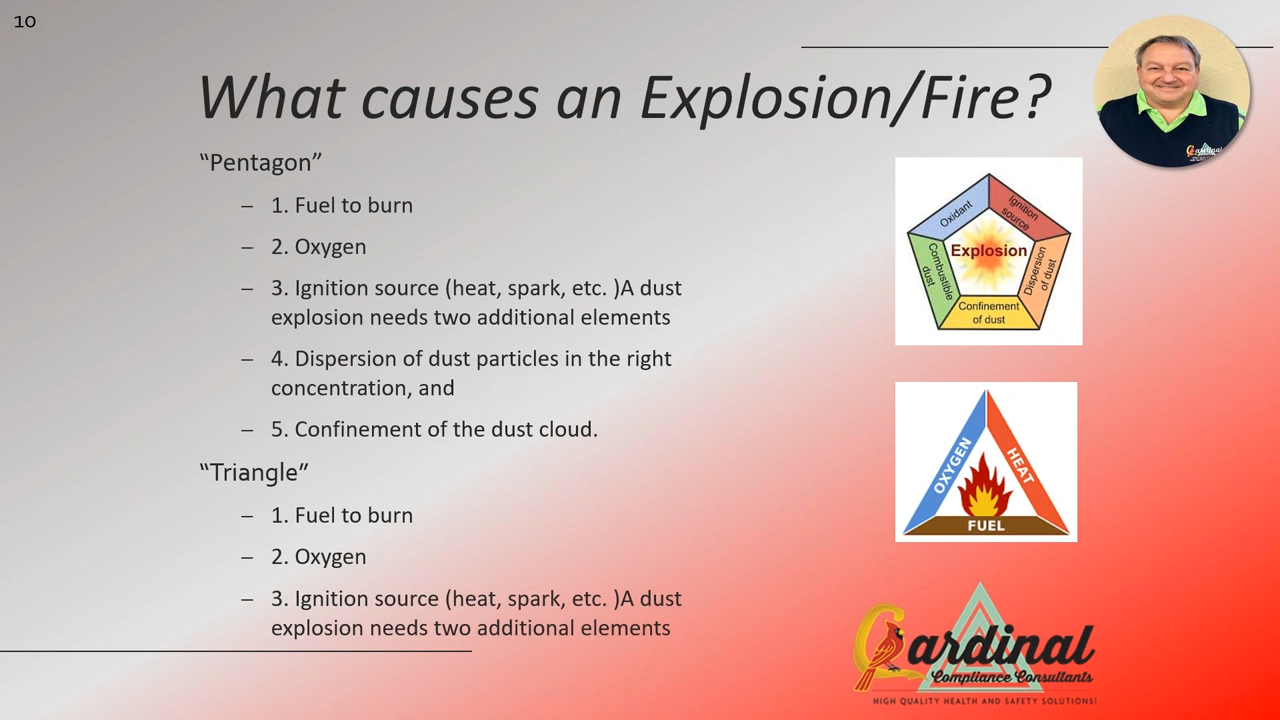 10
What causes an Explosion/Fire?
“Pentagon”
– 1. Fuel to burn
– 2. Oxygen
– 3. Ignition source (heat, spark, etc. )A dust
explosion needs two additional elements
– 4. Dispersion of dust particles in the right
concentration, and
– 5. Confinement of the dust cloud.
“Triangle”
– 1. Fuel to burn
– 2. Oxygen
– 3. Ignition source (heat, spark, etc. )A dust
explosion needs two additional elements
Cardinal
Oxidant
Ignition
source
Combustible
dust
Explosion
Dispersion
of dust
Confinement
of dust
OXYGEN
HEAT
FUEL
Cardinal
Compliance Consultants
HIGH QUALITY HEALTH AND SAFETY SOLUTIONS!